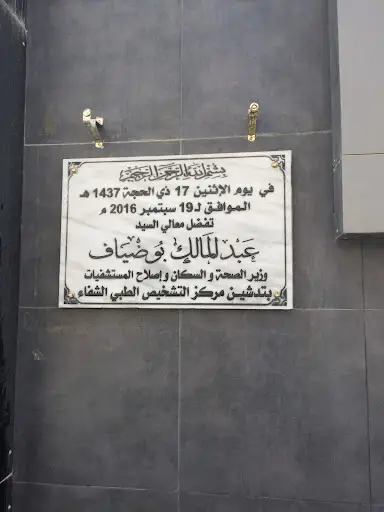 بسم الله الرحمن الرحيم
في يوم الإثنين 17 ذي الحجة 1437 هـ
الموافق لـ 19 سبتمبر 2016 م
تفضل معالي السيد
عبد المالك بوضياف
وزير الصحة و السكان و إصلاح المستشفيات
بتدشين مركز التشخيص الطبي الشفاء